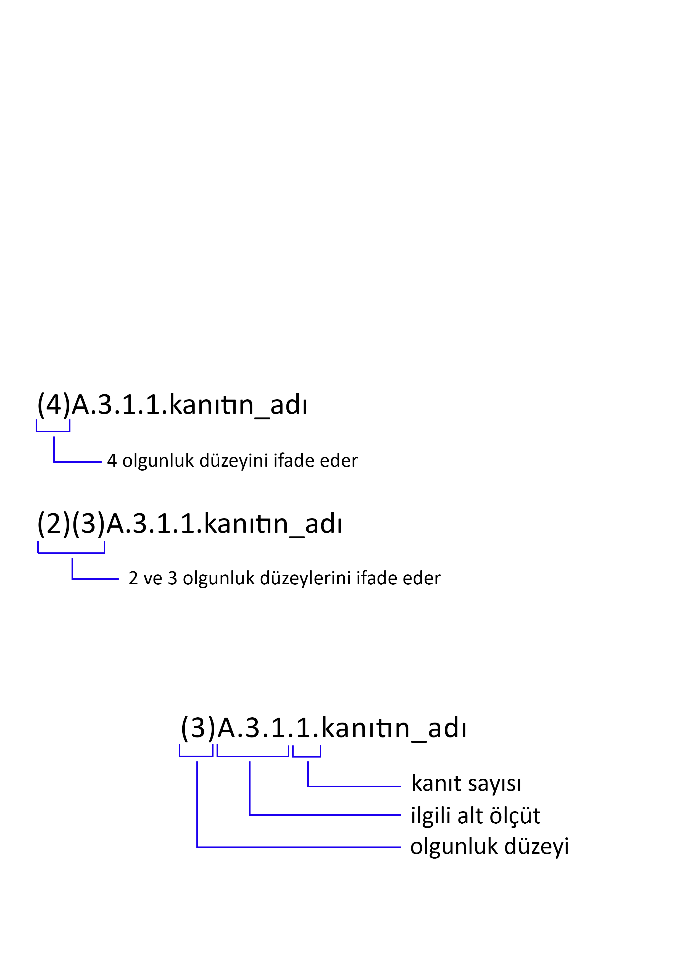 (4)A.3.1.1.kanıtın_adı
4 olgunluk düzeyini ifade eder
(2)(3)A.3.1.1.kanıtın_adı
2 ve 3 olgunluk düzeylerini ifade eder
(3)A.3.1.1.kanıtın_adı
kanıt sayısı
ilgili alt ölçüt
olgunluk düzeyi